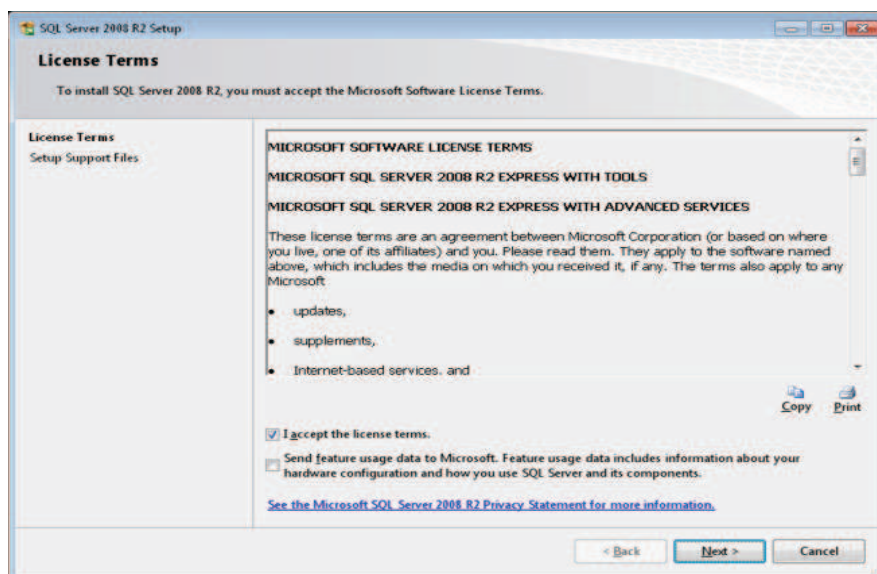 SQL Server 2008 R2 Setup
License Terms
To install SQL Server 2008 R2, you must accept the Microsoft Software License Terms.
License Terms
Setup Support Files
MICROSOFT SOFTWARE LICENSE TERMS
MICROSOFT SQL SERVER 2008 R2 EXPRESS WITH TOOLS
MICROSOFT SQL SERVER 2008 R2 EXPRESS WITH ADVANCED SERVICES
These license terms are an agreement between Microsoft Corporation (or based on where
you live, one of its affiliates) and you. Please read them. They apply to the software named
above, which includes the media on which you received it, if any. The terms also apply to any
Microsoft
• updates,
• supplements,
• Internet-based services, and
Copy Print
I accept the license terms.
Send feature usage data to Microsoft. Feature usage data includes information about your
hardware configuration and how you use SQL Server and its components.
See the Microsoft SQL Server 2008 R2 Privacy Statement for more information.
< Back Next > Cancel